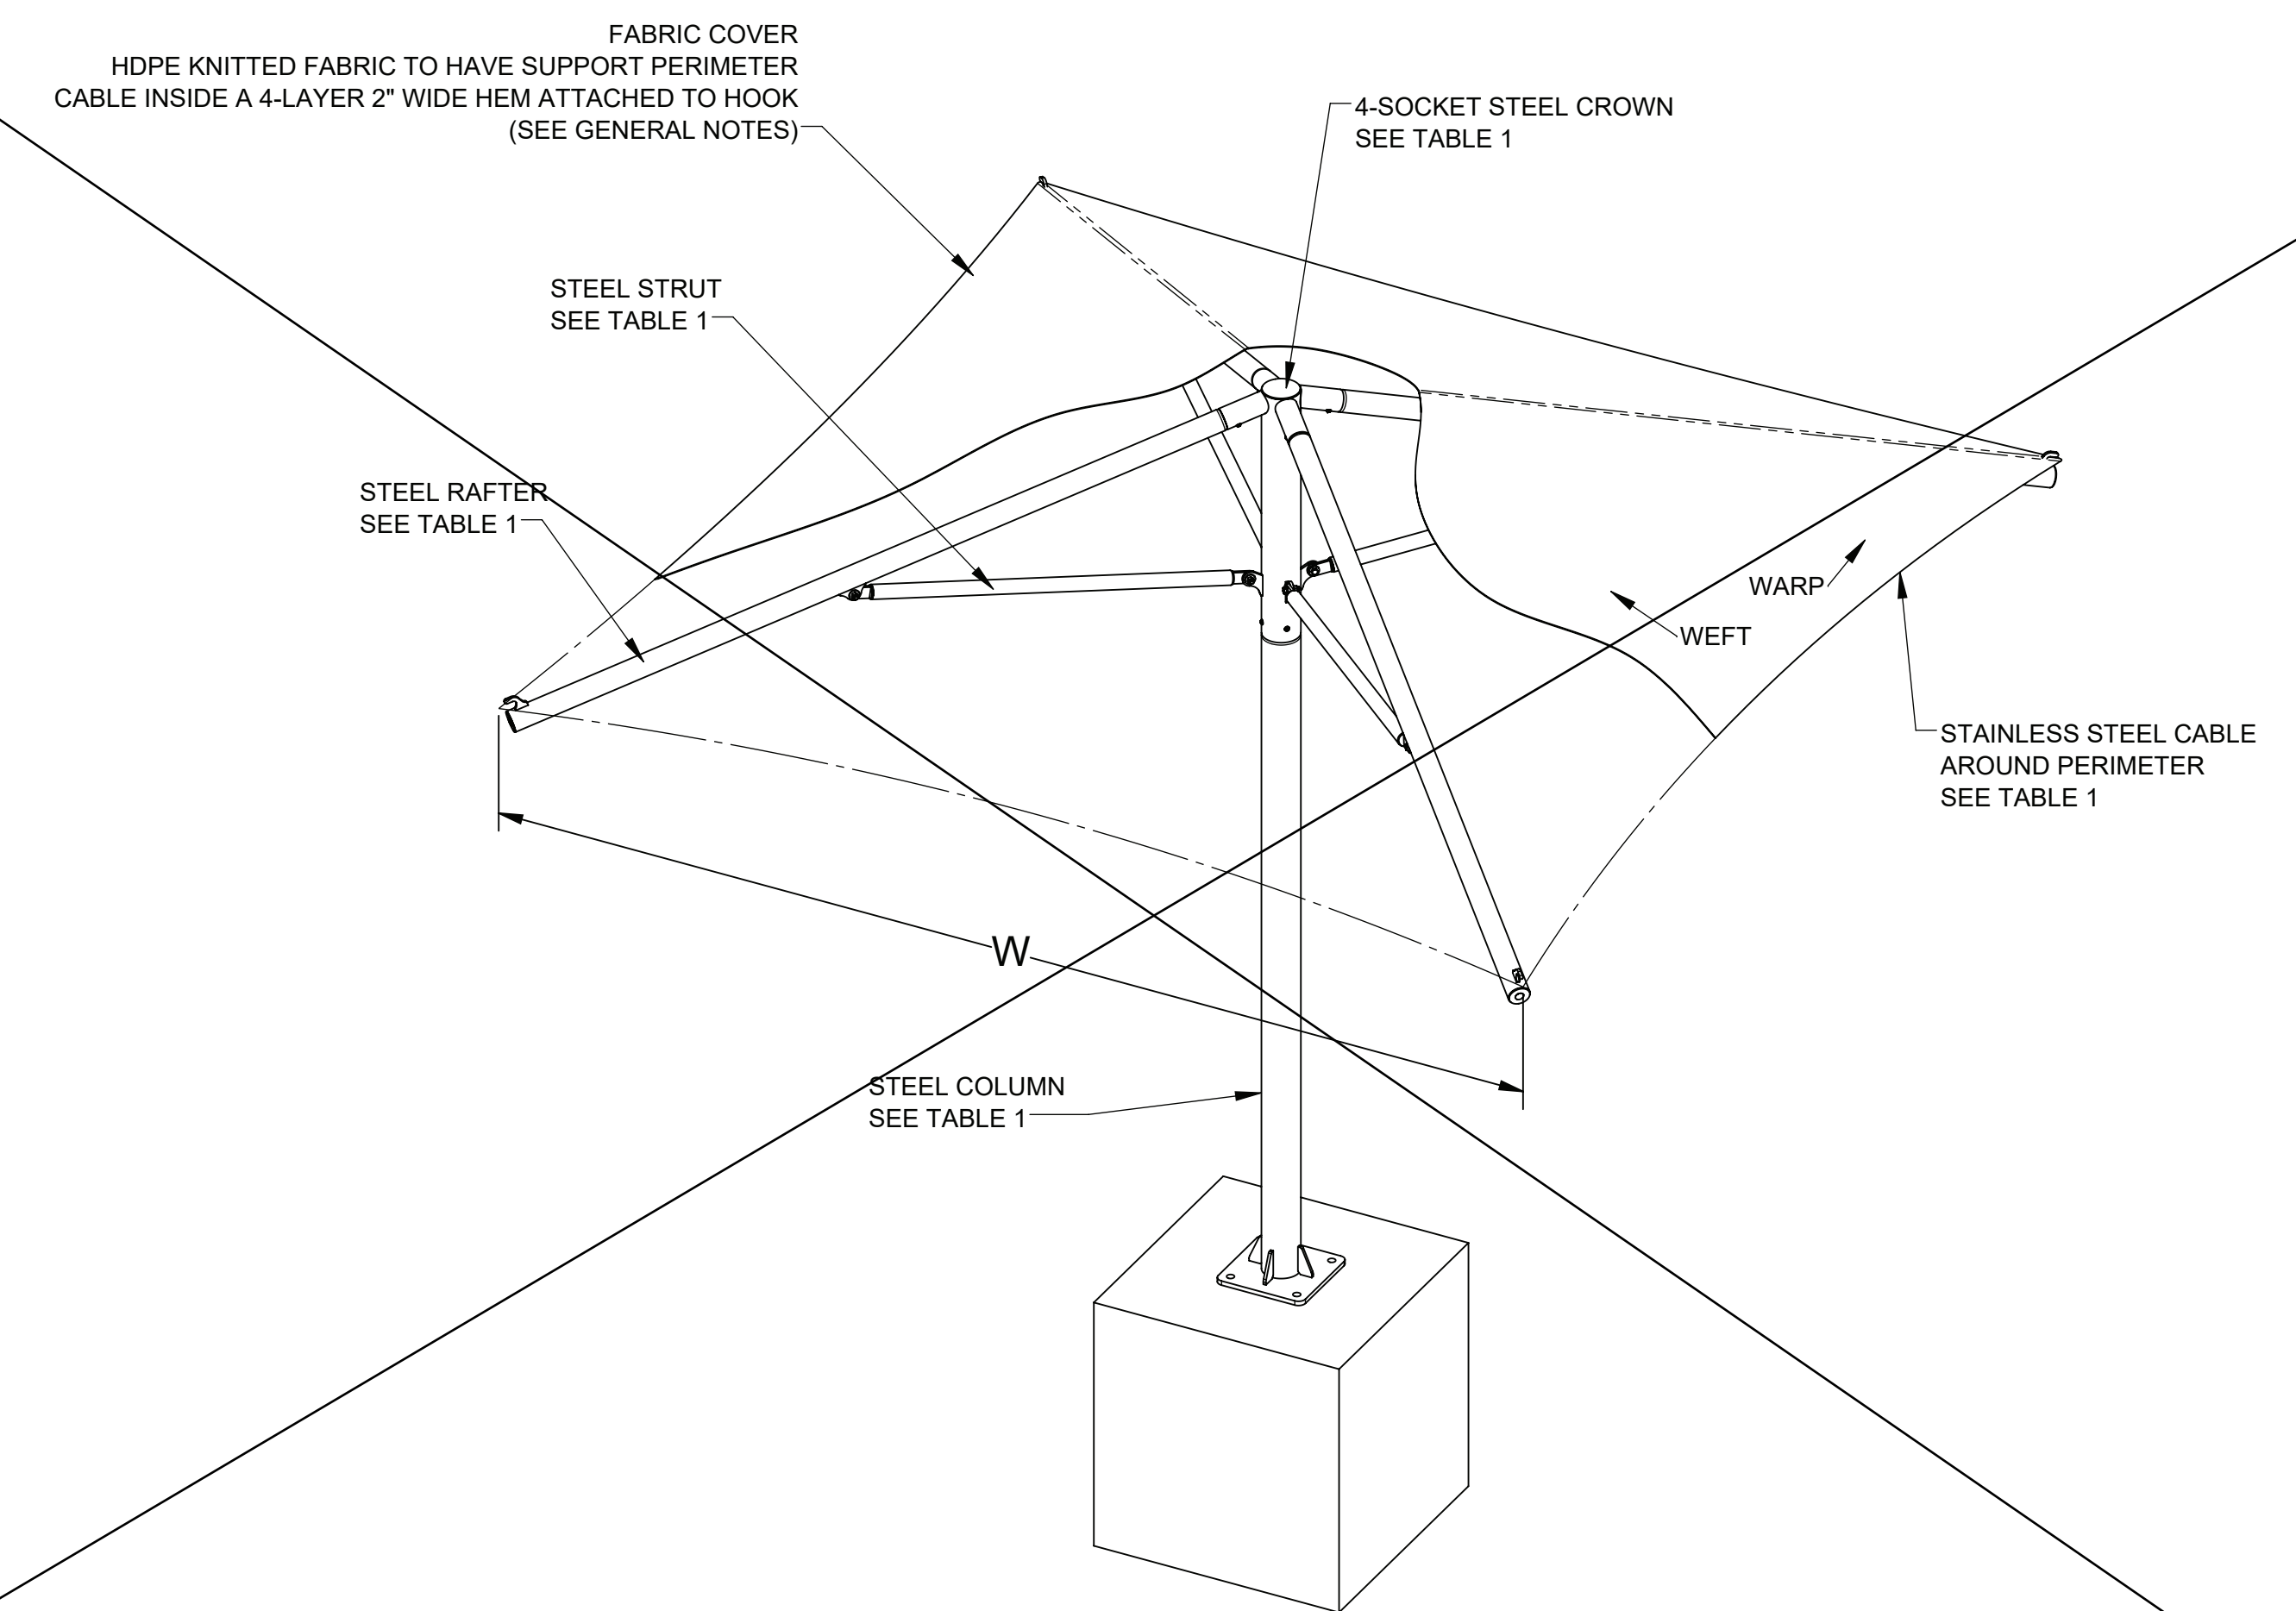 FABRIC COVER
HDPE KNITTED FABRIC TO HAVE SUPPORT PERIMETER
CABLE INSIDE A 4-LAYER 2" WIDE HEM ATTACHED TO HOOK
(SEE GENERAL NOTES)
4-SOCKET STEEL CROWN
SEE TABLE 1
STEEL STRUT
SEE TABLE 1
STEEL RAFTER
SEE TABLE 1
WARP
WEFT
STAINLESS STEEL CABLE
AROUND PERIMETER
SEE TABLE 1
W
STEEL COLUMN
SEE TABLE 1